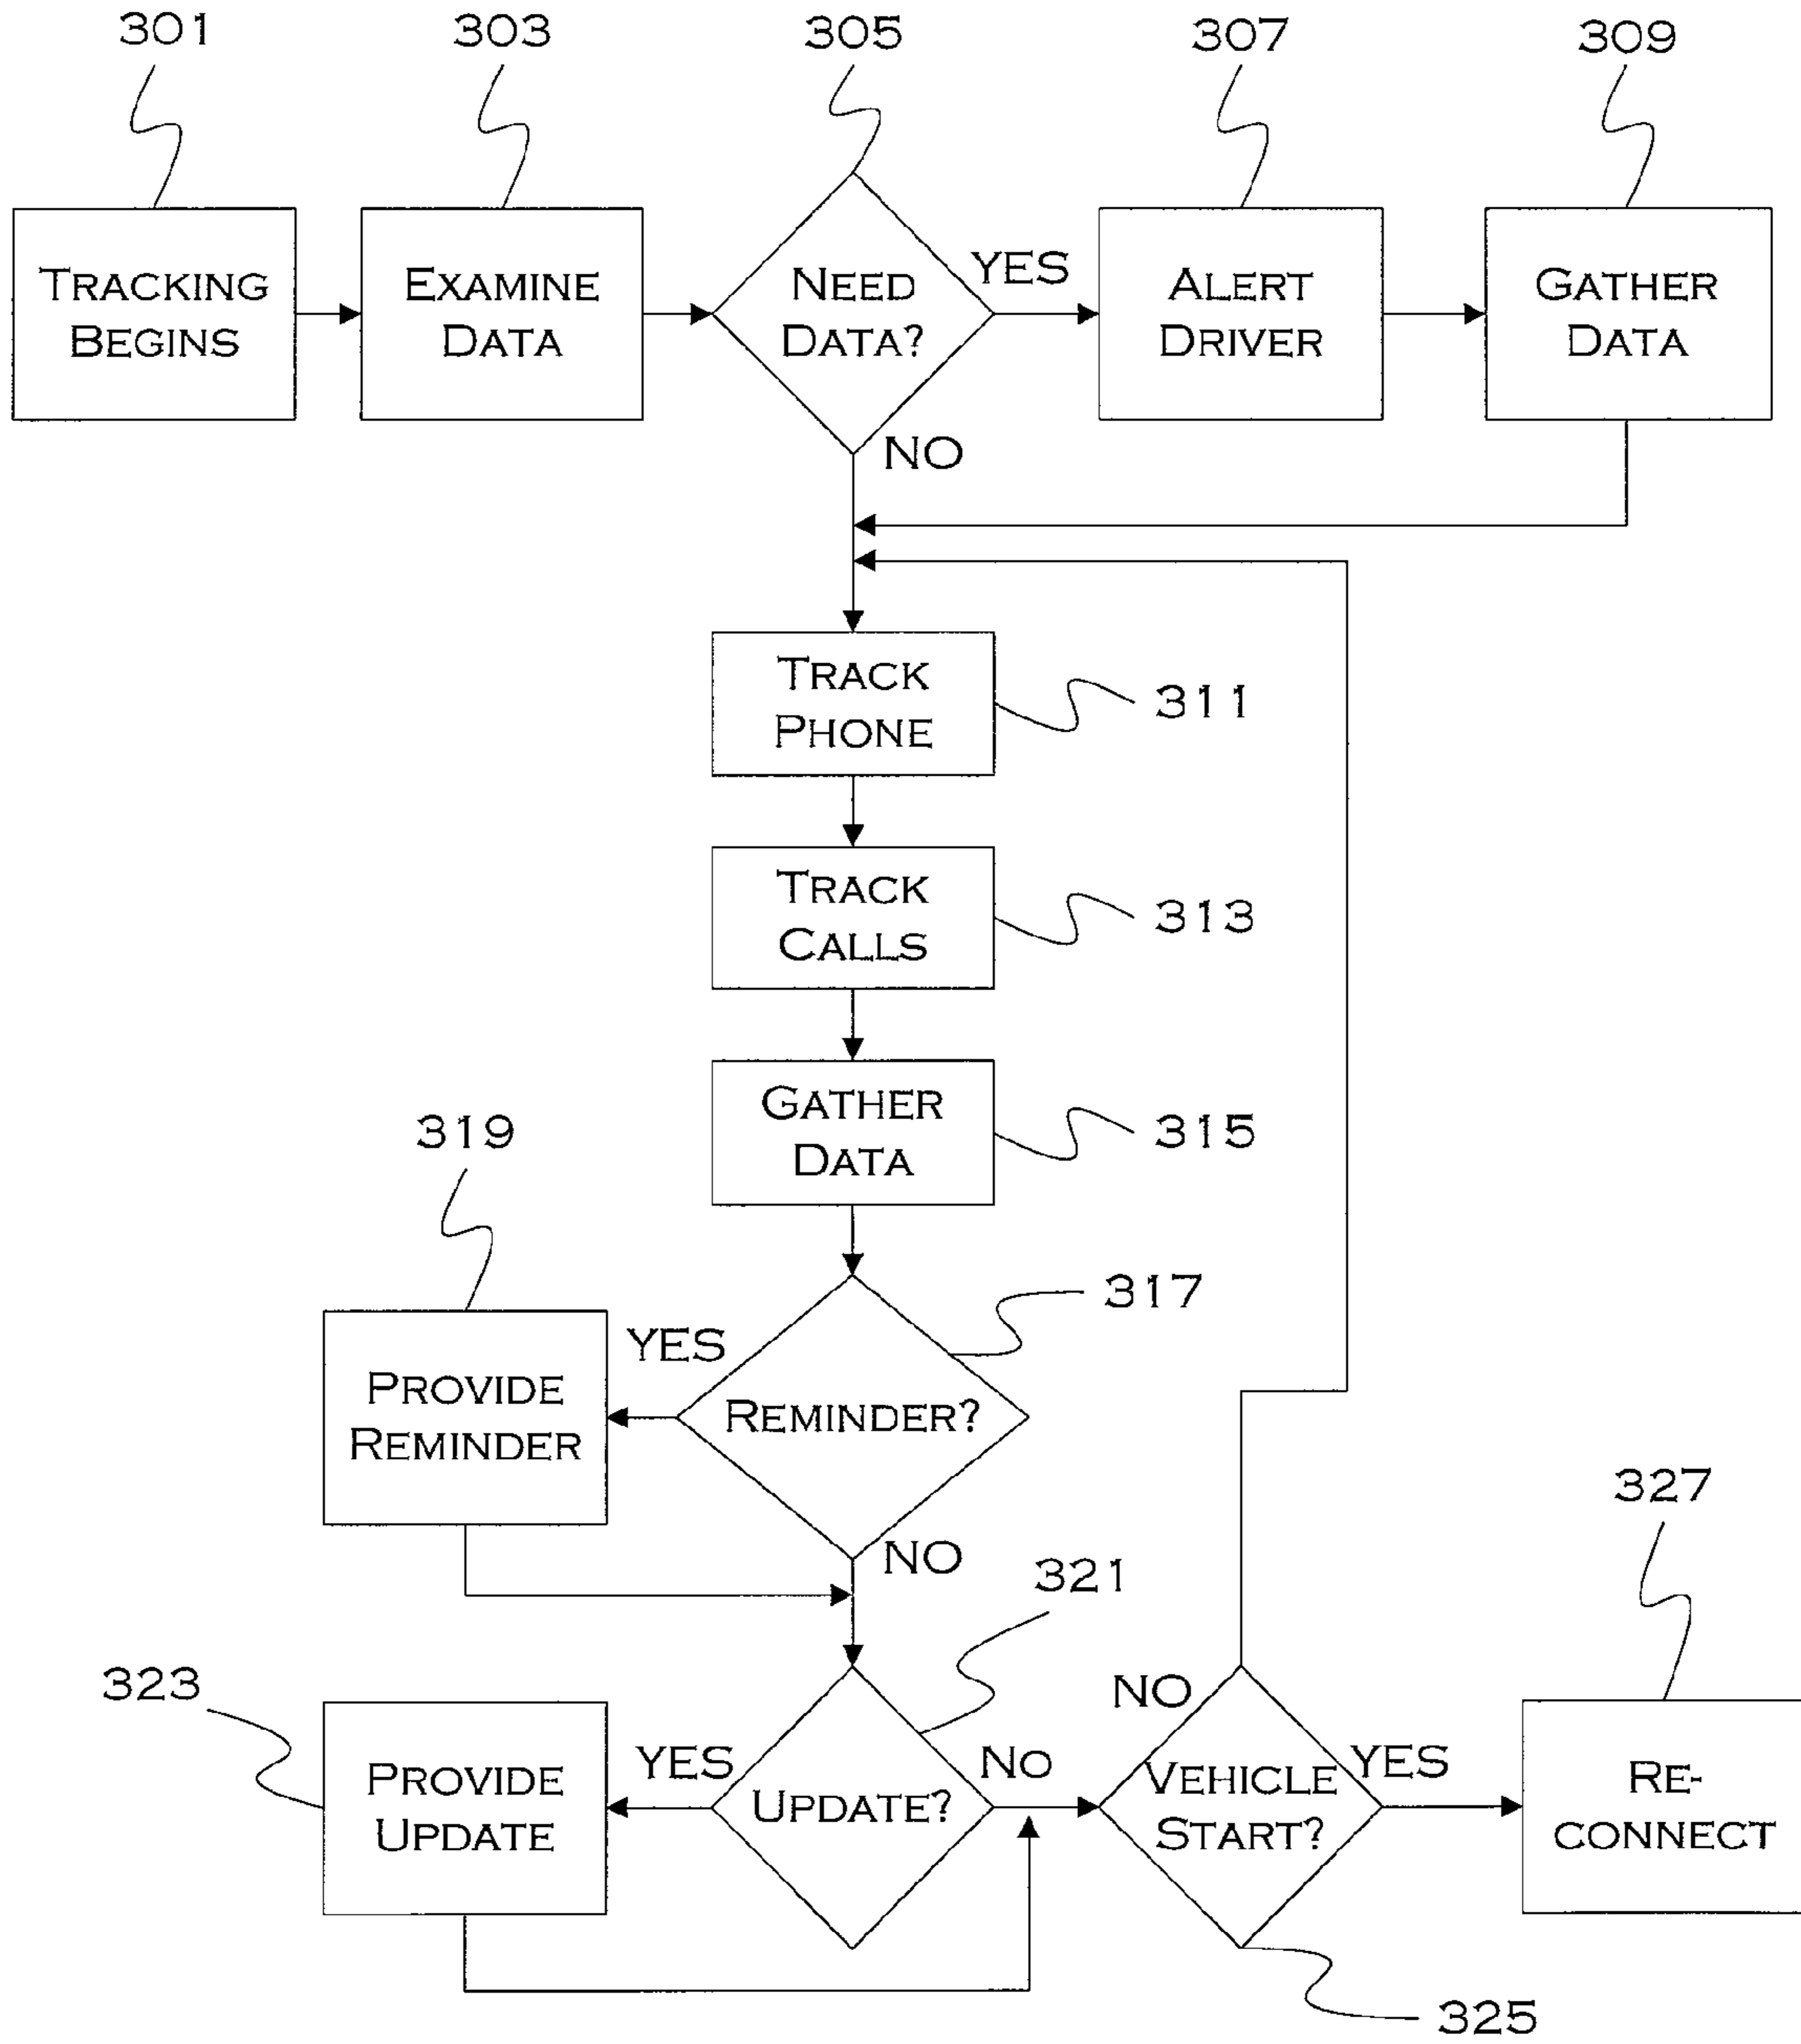 301
303
305
307
309
TRACKING
BEGINS
EXAMINE
DATA
NEED
DATA?
YES
ALERT
DRIVER
GATHER
DATA
NO
TRACK
PHONE
311
TRACK
CALLS
313
GATHER
DATA
315
319
317
YES
PROVIDE
REMINDER
REMINDER?
NO
327
321
323
NO
PROVIDE
UPDATE
YES
UPDATE?
NO
VEHICLE
START?
YES
RE-
CONNECT
325